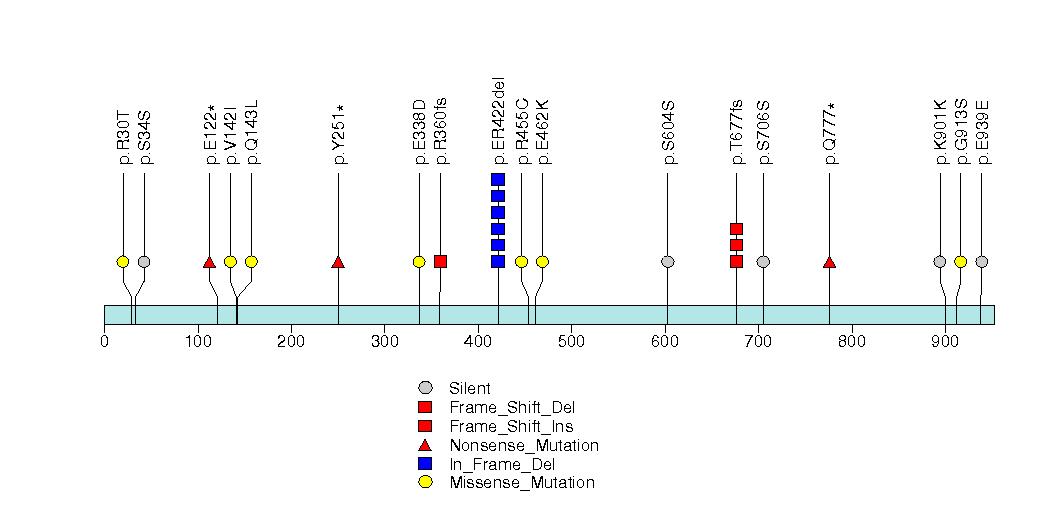 p.R30T
p.S34S
p.E122*
p.V142I
p.Q143L
p.Y251*
p.E338D
p.R360fs
p.ER422del
p.R455C
p.E462K
p.S604S
p.T677fs
p.S706S
p.Q777*
p.K901K
p.G913S
p.E939E
0 100 200 300 400 500 600 700 800 900
Silent
Frame_Shift_Del
Frame_Shift_Ins
Nonsense_Mutation
In_Frame_Del
Missense_Mutation